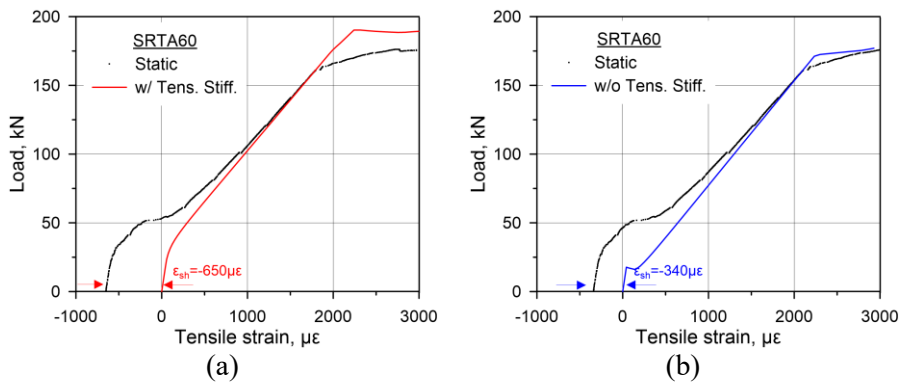 200
150
100
50
0
Load, kN
SRTA60
Static
w/ Tens. Stiff.
εsh=-650με
-1000 0 1000 2000 3000
Tensile strain, με
(a)
200
150
100
50
0
Load, kN
SRTA60
Static
w/o Tens. Stiff.
εsh=-340με
-1000 0 1000 2000 3000
Tensile strain, με
(b)